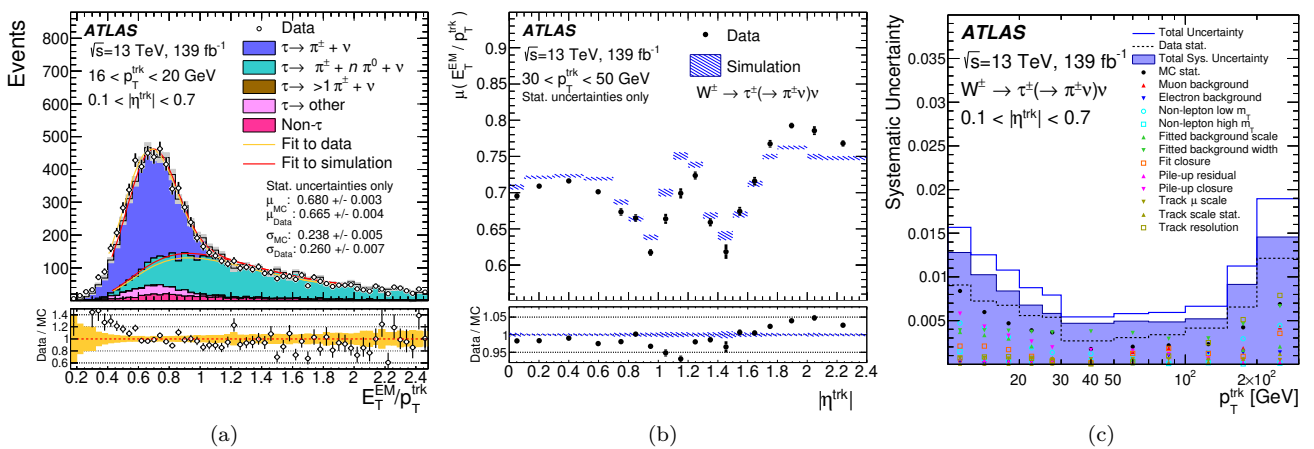 ATLAS
√s=13 TeV, 139 fb⁻¹
16 < p_T^trk < 20 GeV
0.1 < |η^trk| < 0.7
Data
τ→ π± + ν
τ→ π± + n π⁰ + ν
τ→ >1 π± + ν
τ→ other
Non-τ
Fit to data
Fit to simulation
Stat. uncertainties only
μ_MC : 0.680 +/- 0.003
μ_Data : 0.665 +/- 0.004
σ_MC : 0.238 +/- 0.005
σ_Data : 0.260 +/- 0.007
Events
800
700
600
500
400
300
200
100
Data / MC
1.4
1.2
1
0.8
0.6
0.2 0.4 0.6 0.8 1 1.2 1.4 1.6 1.8 2 2.2 2.4
E_T^EM/p_T^trk
(a)
ATLAS
√s=13 TeV, 139 fb⁻¹
30 < p_T^trk < 50 GeV
Stat. uncertainties only
Data
Simulation
W± → τ±(→ π±ν)ν
μ( E_T^EM / p_T^trk )
0.95
0.9
0.85
0.8
0.75
0.7
0.65
0.6
Data / MC
1.05
1
0.95
0 0.2 0.4 0.6 0.8 1 1.2 1.4 1.6 1.8 2 2.2 2.4
|η^trk|
(b)
ATLAS
√s=13 TeV, 139 fb⁻¹
W± → τ±(→ π±ν)ν
0.1 < |η^trk| < 0.7
Total Uncertainty
Data stat.
Total Sys. Uncertainty
MC stat.
Muon background
Electron background
Non-lepton low m_T
Non-lepton high m_T
Fitted background scale
Fitted background width
Fit closure
Pile-up residual
Pile-up closure
Track μ scale
Track scale stat.
Track resolution
Systematic Uncertainty
0.035
0.03
0.025
0.02
0.015
0.01
0.005
20 30 40 50 10² 2×10²
p_T^trk [GeV]
(c)